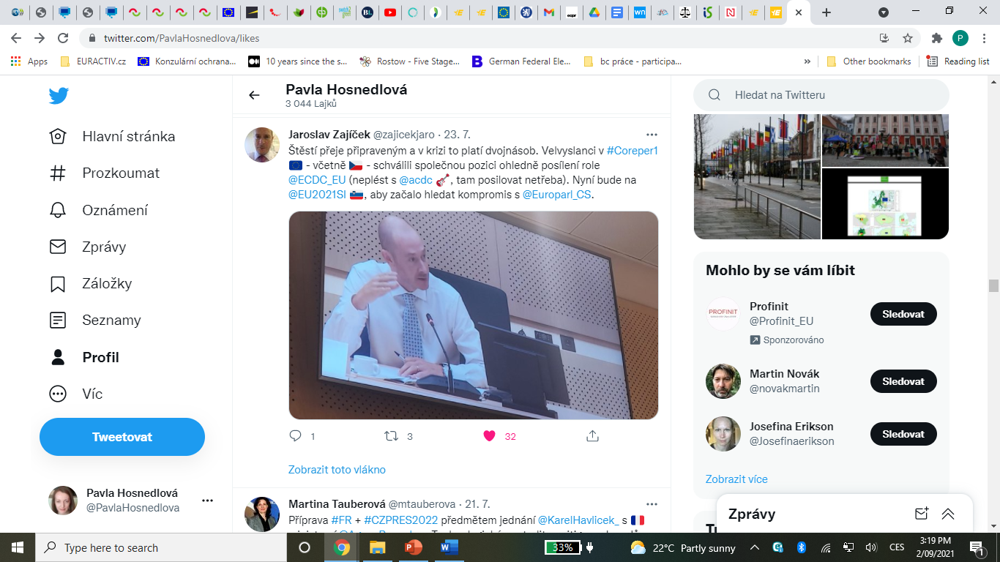 twitter.com/PavlaHosnedlova/likes
Apps
EURACTIV.cz
Konzulární ochrana...
10 years since the s...
Rostow - Five Stage...
German Federal Ele...
bc práce - participa...
»
Other bookmarks
Reading list
Hlavní stránka
Prozkoumat
Oznámení
Zprávy
Záložky
Seznamy
Profil
Víc
Tweetovat
Pavla Hosnedlová
@PavlaHosnedlova
Pavla Hosnedlová
3 044 Lajků
Jaroslav Zajíček @zajicekjaro · 23. 7.
Štěstí přeje připraveným a v krizi to platí dvojnásob. Velvyslanci v #Coreper1
🇪🇺 - včetně 🇨🇿 - schválili společnou pozici ohledně posílení role
@ECDC_EU (neplést s @acdc 🎸, tam posilovat netřeba). Nyní bude na
@EU2021SI 🇸🇮, aby začalo hledat kompromis s @Europarl_CS.
1
3
32
Zobrazit toto vlákno
Martina Tauberová @mtauberova · 21. 7.
Příprava #FR + #CZPRES2022 předmětem jednání @KarelHavlicek_ s 🇫🇷
Hledat na Twitteru
Mohlo by se vám líbit
PROFINIT
Profinit
@Profinit_EU
Sponzorováno
Sledovat
Martin Novák
@novakmartin
Sledovat
Josefina Erikson
@Josefinaerikson
Sledovat
Zobrazit více
Zprávy
Type here to search
33%
22°C Partly sunny
CES
3:19 PM
2/09/2021
1